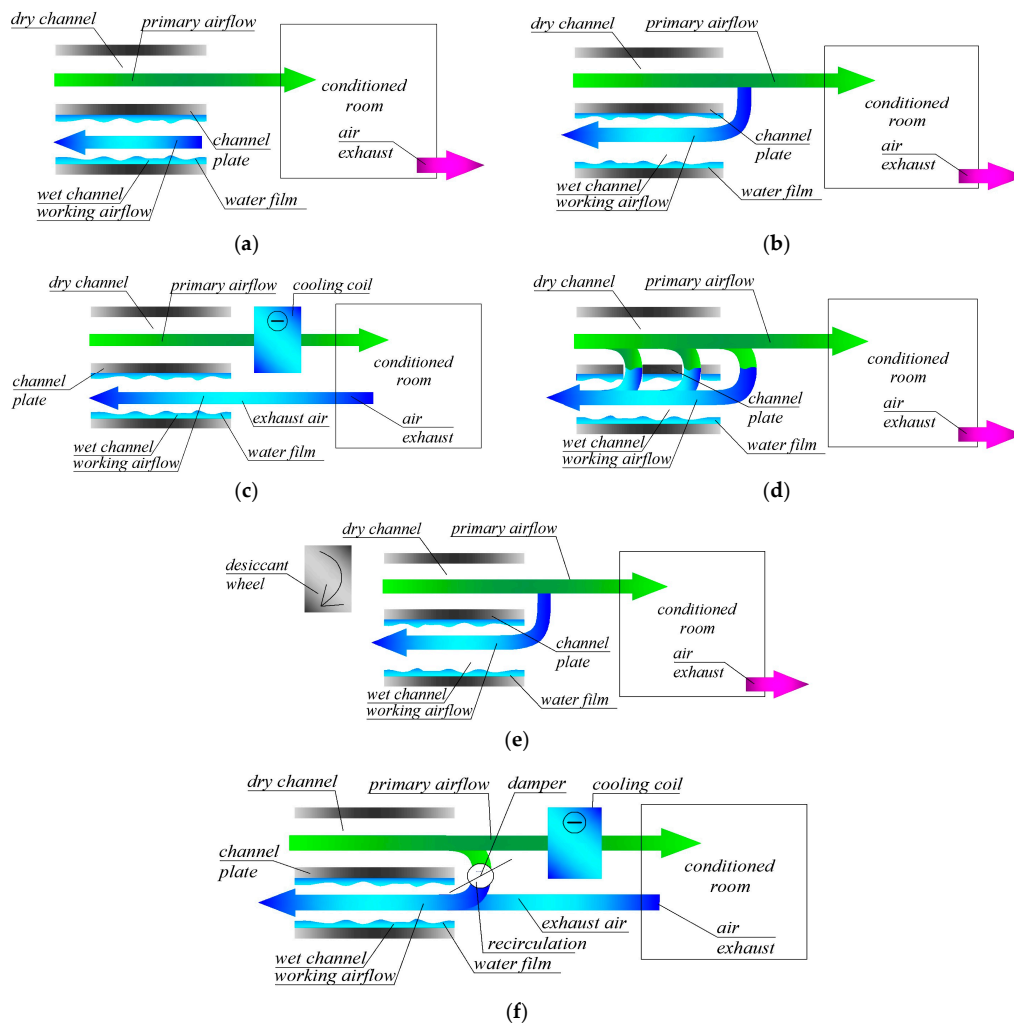 dry channel
primary airflow
conditioned
room
channel
plate
air
exhaust
wet channel
working airflow
water film
(a)
dry channel
primary airflow
conditioned
room
channel
plate
air
exhaust
wet channel
working airflow
water film
(b)
dry channel
primary airflow
cooling coil
conditioned
room
channel
plate
exhaust air
air
exhaust
wet channel
working airflow
water film
(c)
dry channel
primary airflow
conditioned
room
channel
plate
air
exhaust
wet channel
working airflow
water film
(d)
dry channel
primary airflow
desiccant
wheel
conditioned
room
channel
plate
air
exhaust
wet channel
working airflow
water film
(e)
dry channel
primary airflow
damper
cooling coil
channel
plate
conditioned
room
exhaust air
air
exhaust
recirculation
wet channel
working airflow
water film
(f)